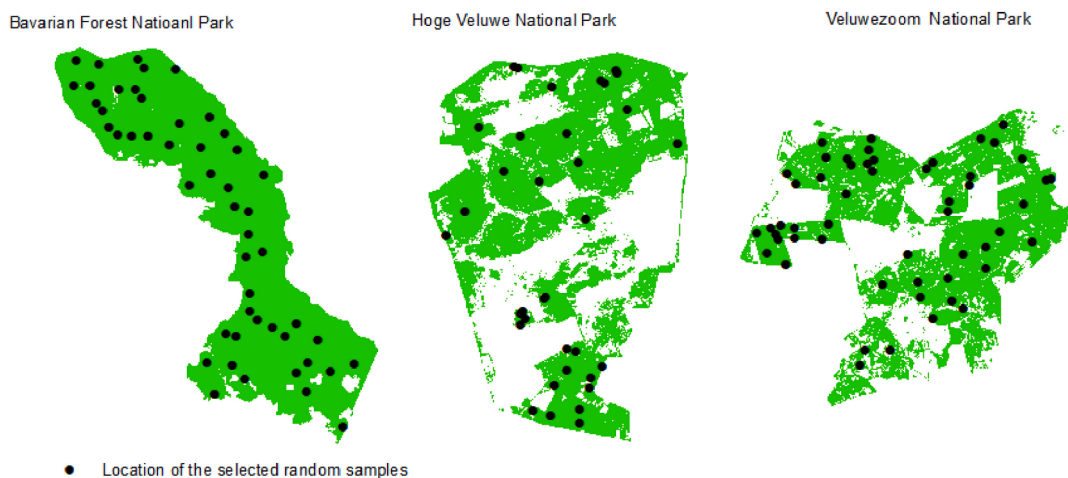 Bavarian Forest Natioanl Park
Hoge Veluwe National Park
Veluwezoom National Park
Location of the selected random samples